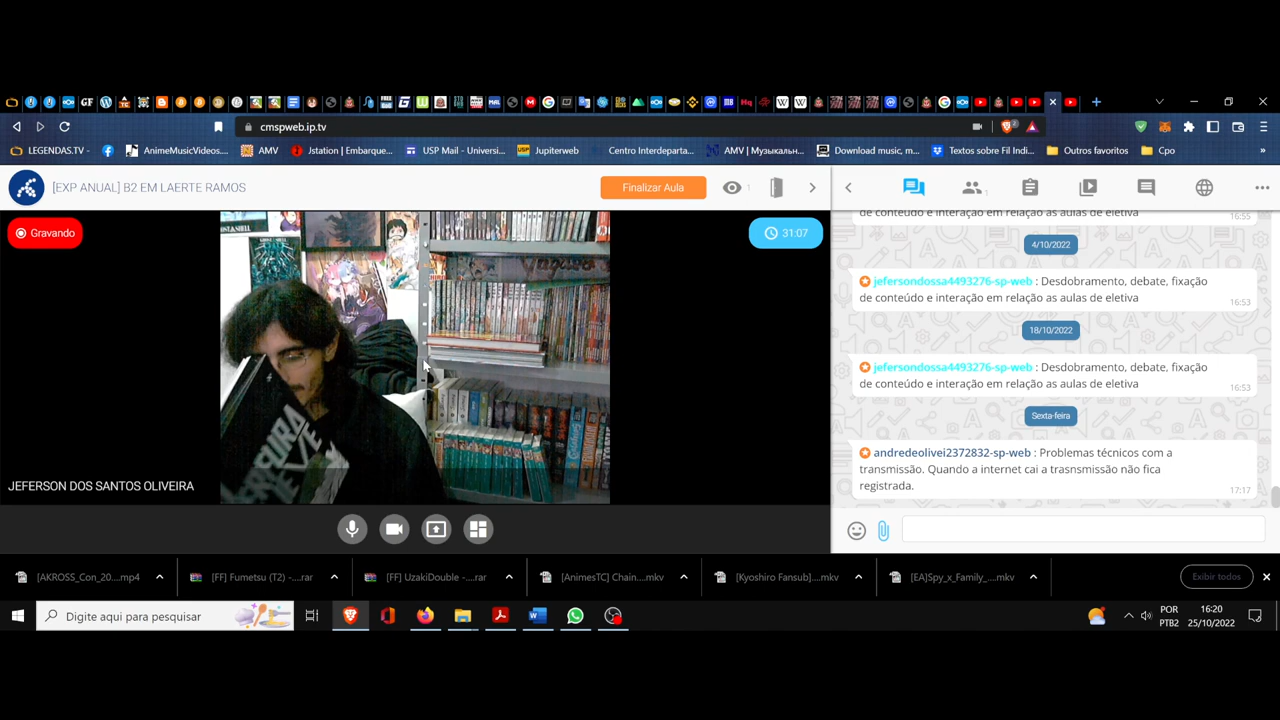 cmspweb.ip.tv
2
LEGENDAS.TV -
AnimeMusicVideos...
AMV
Jstation | Embarque...
USP Mail - Universi...
Jupiterweb
Centro Interdeparta...
AMV | Музыкальн...
Download music, m...
Textos sobre Fil Indi...
Outros favoritos
Cpo
»
[EXP ANUAL] B2 EM LAERTE RAMOS
Finalizar Aula
1
1
Gravando
31:07
de conteúdo e interação em relação as aulas de eletiva
16:55
4/10/2022
jefersondossa4493276-sp-web : Desdobramento, debate, fixação
de conteúdo e interação em relação as aulas de eletiva
16:53
18/10/2022
jefersondossa4493276-sp-web : Desdobramento, debate, fixação
de conteúdo e interação em relação as aulas de eletiva
16:53
Sexta-feira
andredeolivei2372832-sp-web : Problemas técnicos com a
transmissão. Quando a internet cai a trasnsmissão não fica
registrada.
17:17
JEFERSON DOS SANTOS OLIVEIRA
[AKROSS_Con_20....mp4
[FF] Fumetsu (T2) -....rar
[FF] UzakiDouble -....rar
[AnimesTC] Chain....mkv
[Kyoshiro Fansub]....mkv
[EA]Spy_x_Family_....mkv
Exibir todos
Digite aqui para pesquisar
POR
PTB2
16:20
25/10/2022